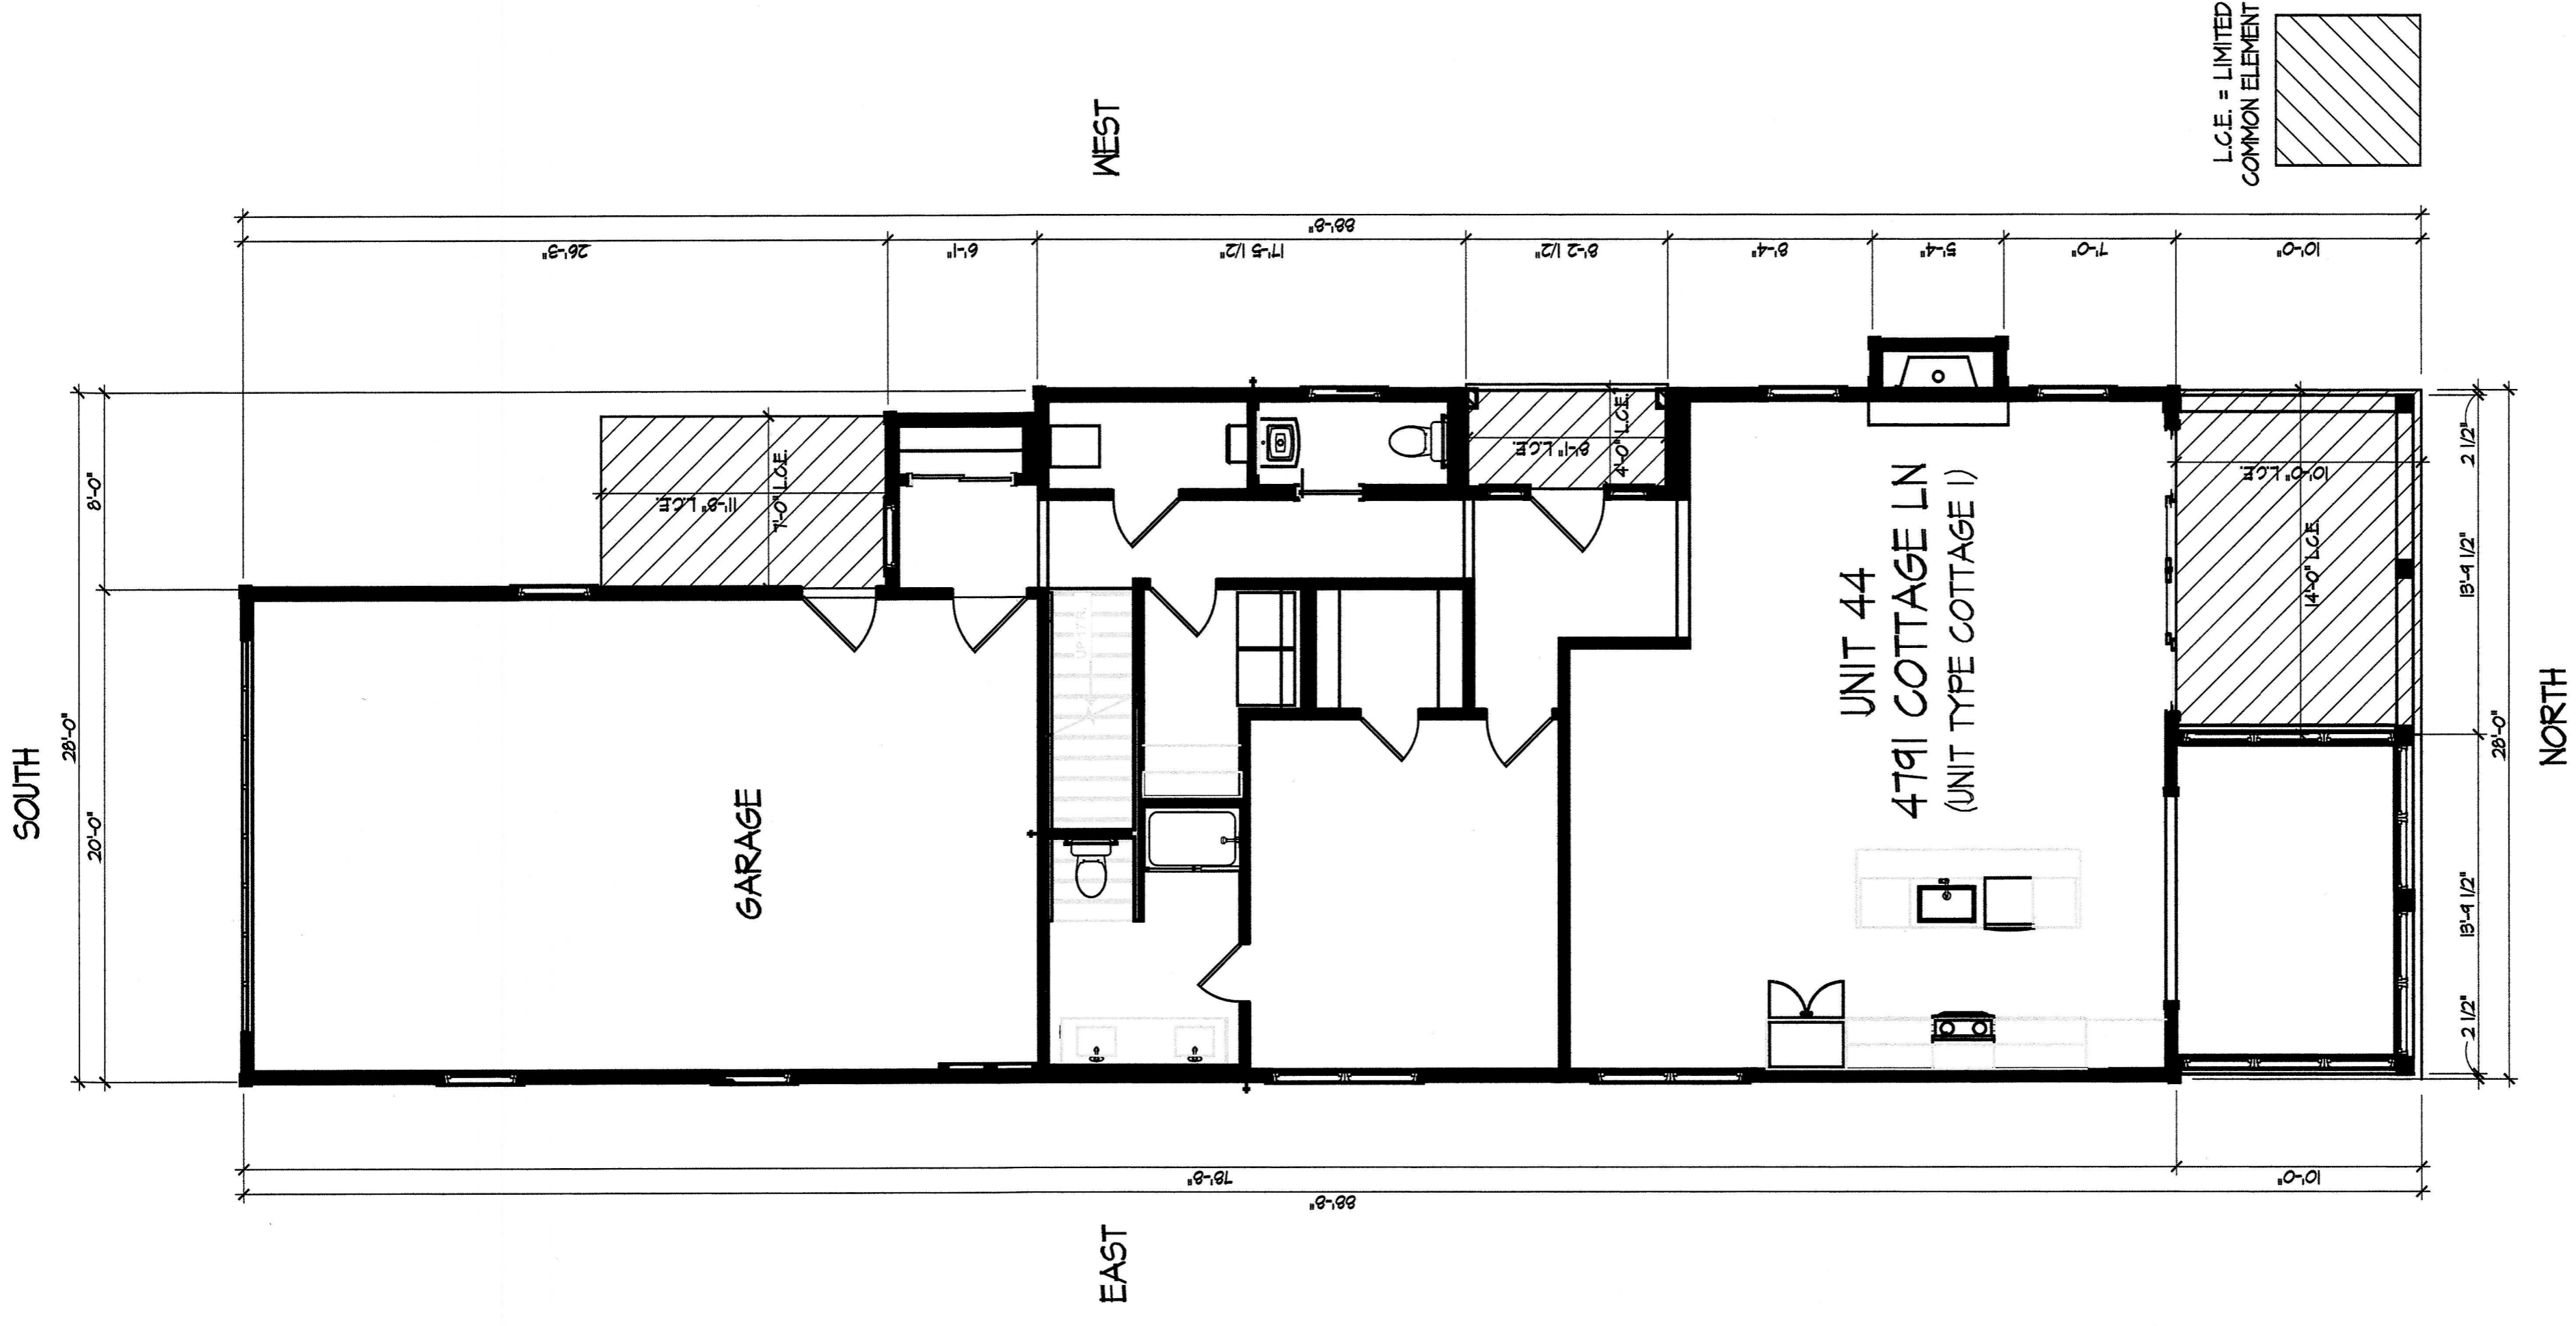 L.C.E. = LIMITED
COMMON ELEMENT
WEST
88'-8"
26'-3"
6'-1"
17'-5 1/2"
8'-2 1/2"
8'-4"
5'-4"
7'-0"
10'-0"
SOUTH
28'-0"
8'-0"
20'-0"
11'-8" L.C.E.
7'-0" L.C.E.
8'-1" L.C.E.
4'-0" L.C.E.
10'-0" L.C.E.
14'-0" L.C.E.
UP 17 R.
GARAGE
UNIT 44
4791 COTTAGE LN
(UNIT TYPE COTTAGE 1)
2 1/2"
13'-9 1/2"
13'-9 1/2"
2 1/2"
28'-0"
NORTH
78'-8"
10'-0"
88'-8"
EAST